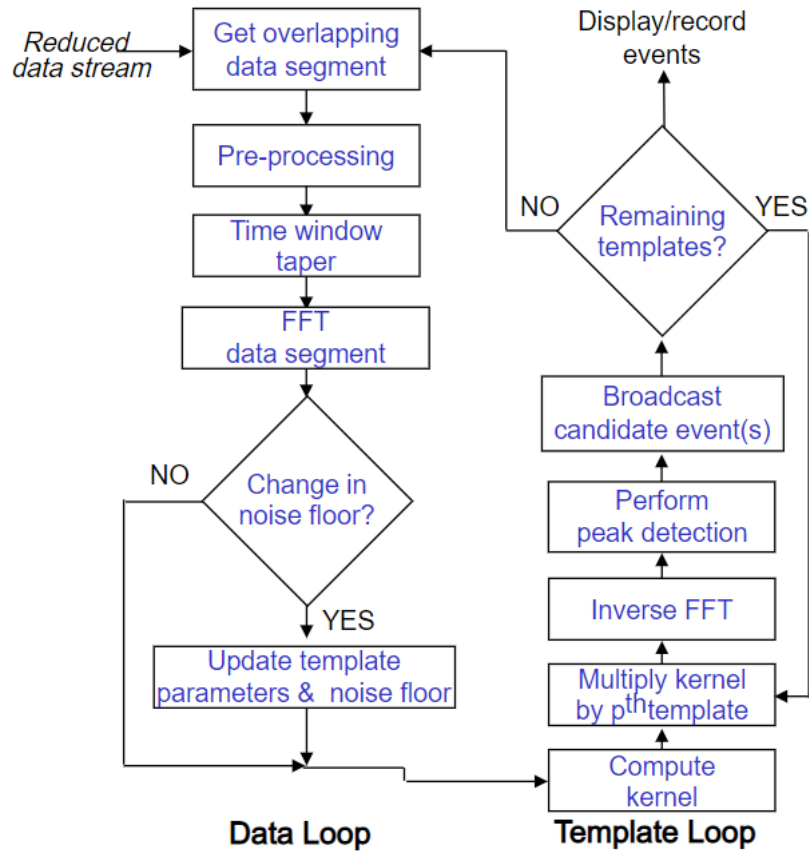 Reduced
data stream
Get overlapping
data segment
Pre-processing
Time window
taper
FFT
data segment
NO
Change in
noise floor?
YES
Update template
parameters & noise floor
Data Loop
Display/record
events
NO
YES
Remaining
templates?
Broadcast
candidate event(s)
Perform
peak detection
Inverse FFT
Multiply kernel
by pth template
Compute
kernel
Template Loop